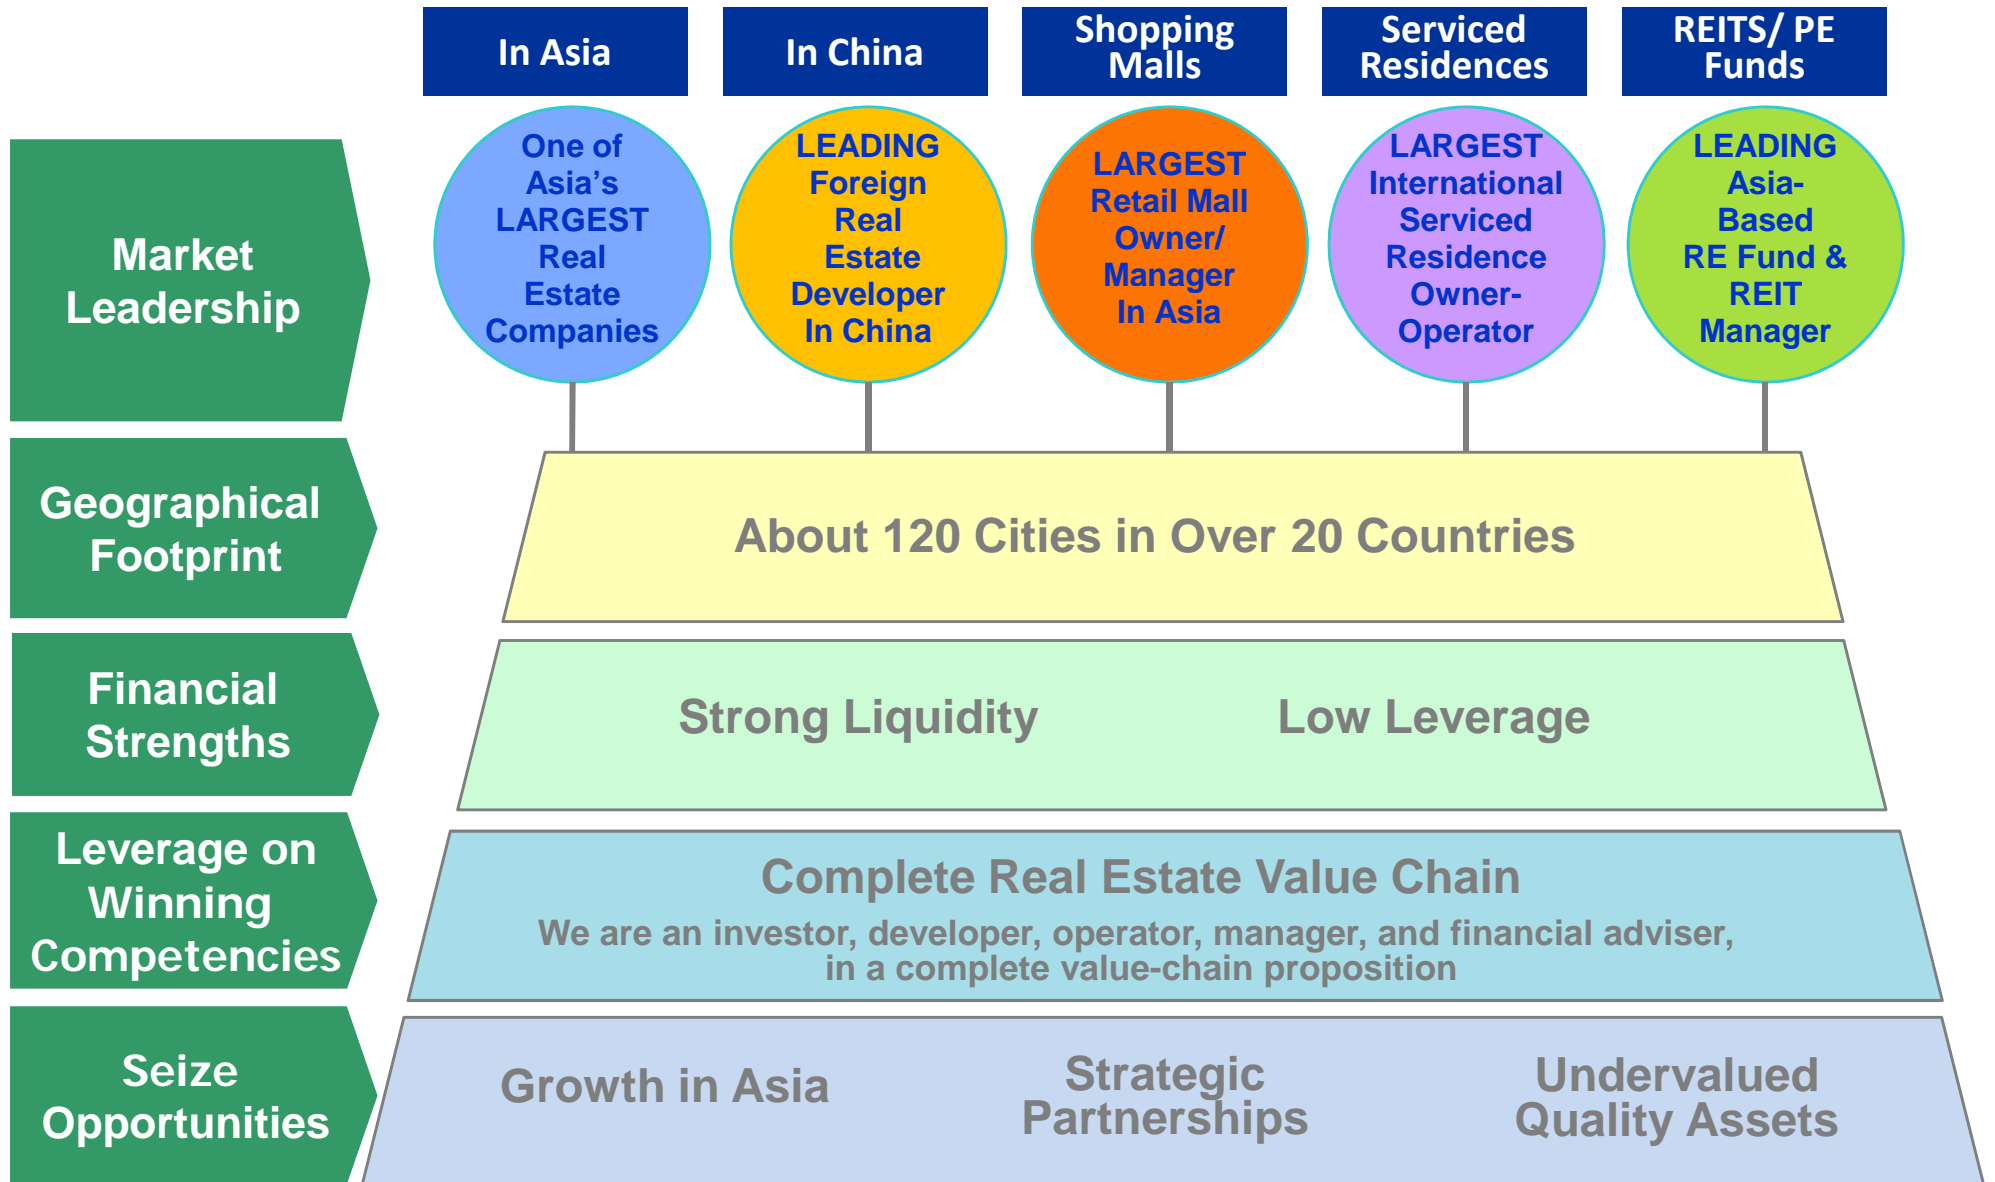 In Asia
In China
Shopping
Malls
Serviced
Residences
REITS/ PE
Funds
Market
Leadership
One of
Asia’s
LARGEST
Real
Estate
Companies
LEADING
Foreign
Real
Estate
Developer
In China
LARGEST
Retail Mall
Owner/
Manager
In Asia
LARGEST
International
Serviced
Residence
Owner-
Operator
LEADING
Asia-
Based
RE Fund &
REIT
Manager
Geographical
Footprint
About 120 Cities in Over 20 Countries
Financial
Strengths
Strong Liquidity
Low Leverage
Leverage on
Winning
Competencies
Complete Real Estate Value Chain
We are an investor, developer, operator, manager, and financial adviser,
in a complete value-chain proposition
Seize
Opportunities
Growth in Asia
Strategic
Partnerships
Undervalued
Quality Assets